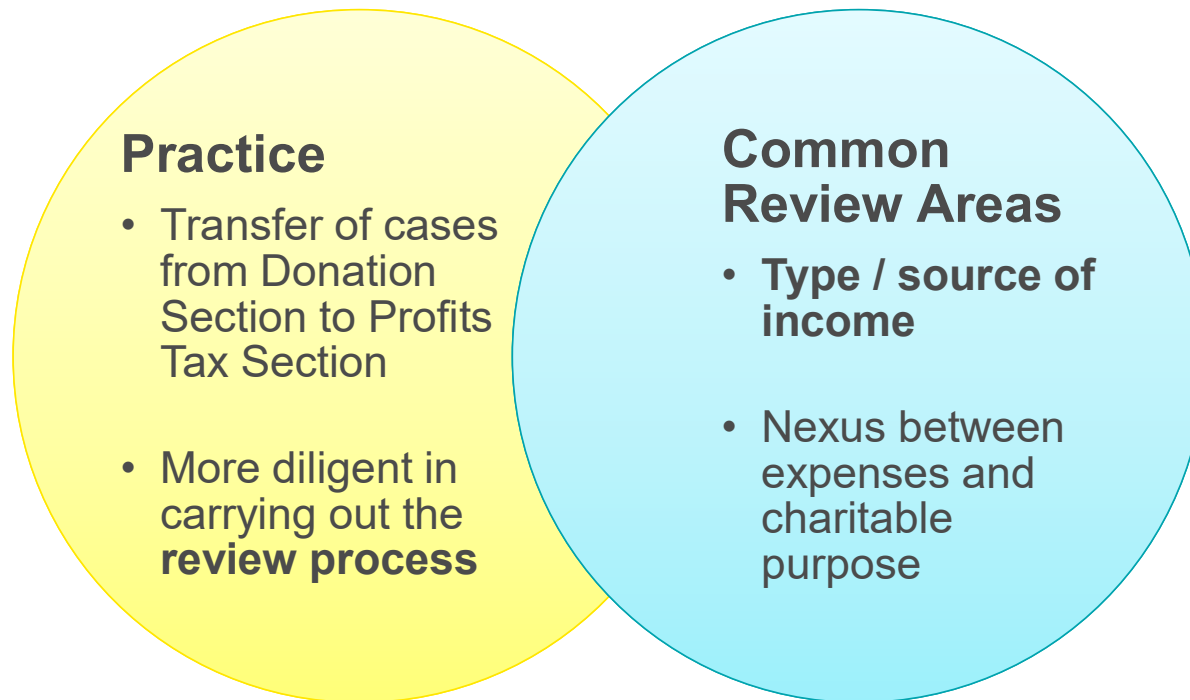 Practice
• Transfer of cases
from Donation
Section to Profits
Tax Section
• More diligent in
carrying out the
review process
Common
Review Areas
• Type / source of
income
• Nexus between
expenses and
charitable
purpose